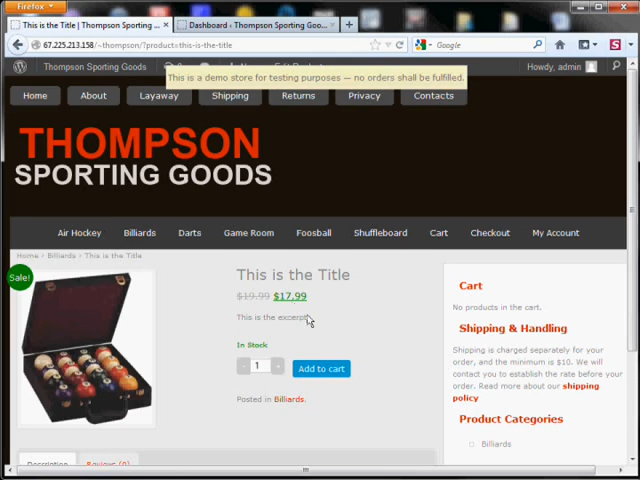 Firefox
This is the Title | Thompson Sporting ...
Dashboard ‹ Thompson Sporting Goo...
67.225.213.158/~thompson/?product=this-is-the-title
Google
Thompson Sporting Goods
Howdy, admin
This is a demo store for testing purposes — no orders shall be fulfilled.
Home About Layaway Shipping Returns Privacy Contacts
THOMPSON
SPORTING GOODS
Air Hockey Billiards Darts Game Room Foosball Shuffleboard Cart Checkout My Account
Home › Billiards › This is the Title
Sale!
This is the Title
$19.99 $17.99
This is the excerpt
In Stock
- 1 + Add to cart
Posted in Billiards.
Cart
No products in the cart.
Shipping & Handling
Shipping is charged separately for your
order, and the minimum is $10. We will
contact you to establish the rate before your
order. Read more about our shipping
policy
Product Categories
Billiards
Description Reviews (0)